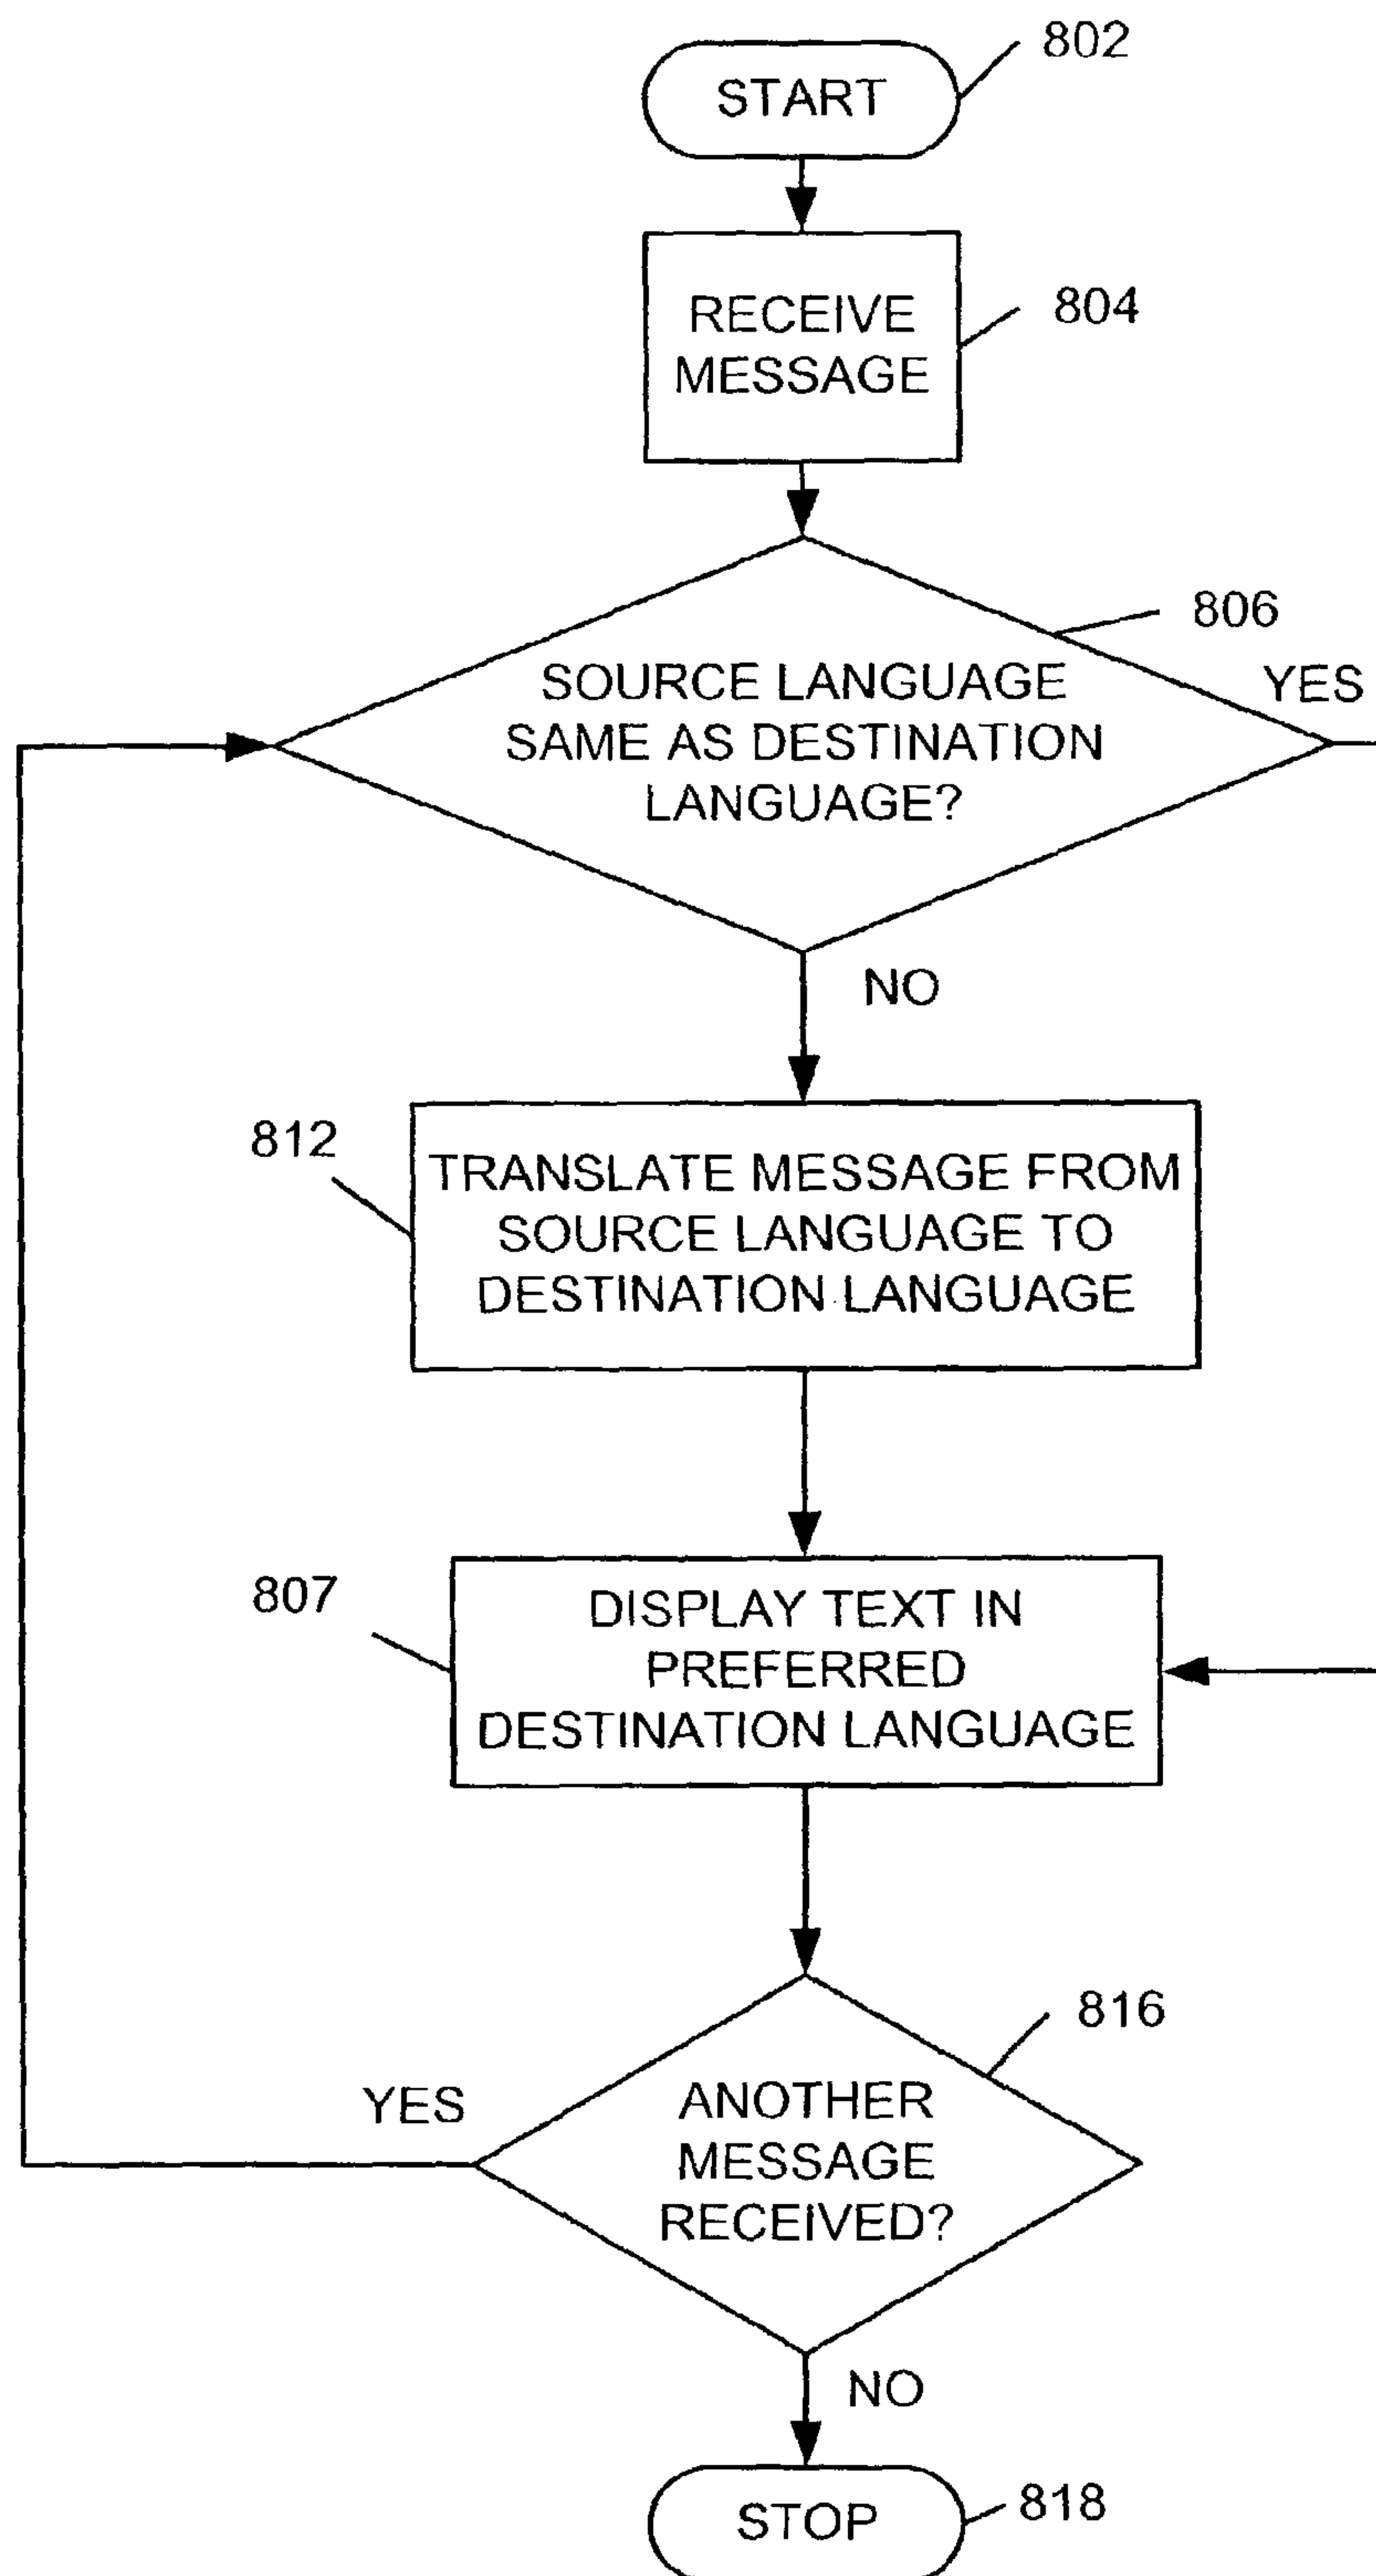 802
START
RECEIVE
MESSAGE
804
806
SOURCE LANGUAGE
SAME AS DESTINATION
LANGUAGE?
YES
NO
812
TRANSLATE MESSAGE FROM
SOURCE LANGUAGE TO
DESTINATION LANGUAGE
807
DISPLAY TEXT IN
PREFERRED
DESTINATION LANGUAGE
816
YES
ANOTHER
MESSAGE
RECEIVED?
NO
STOP
818